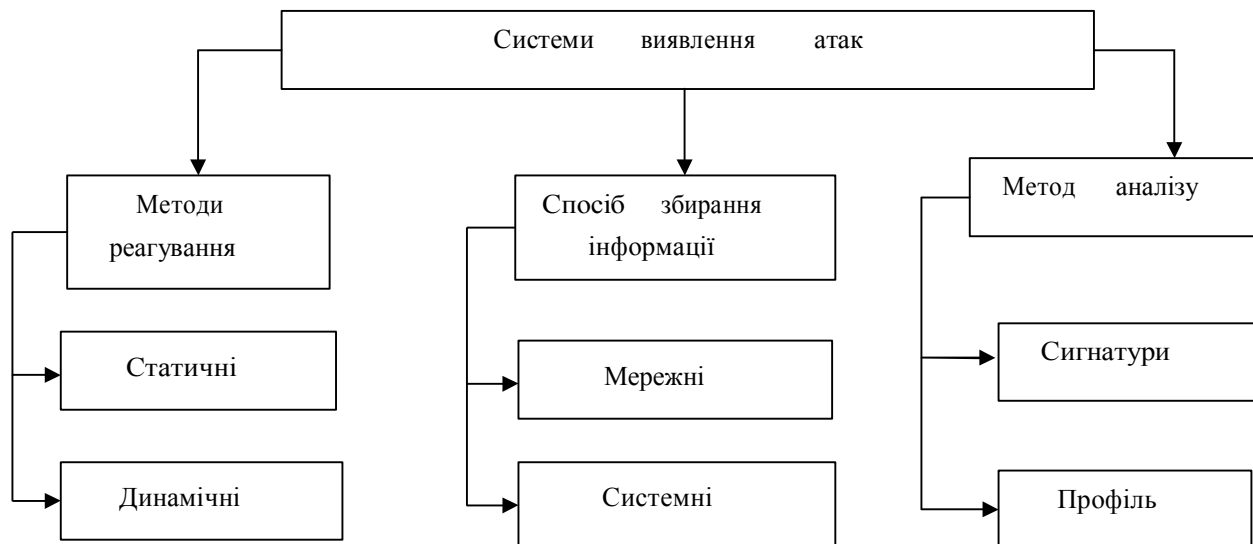 Системи виявлення атак
Методи
реагування
Спосіб збирання
інформації
Метод аналізу
Статичні
Мережні
Сигнатури
Динамічні
Системні
Профіль